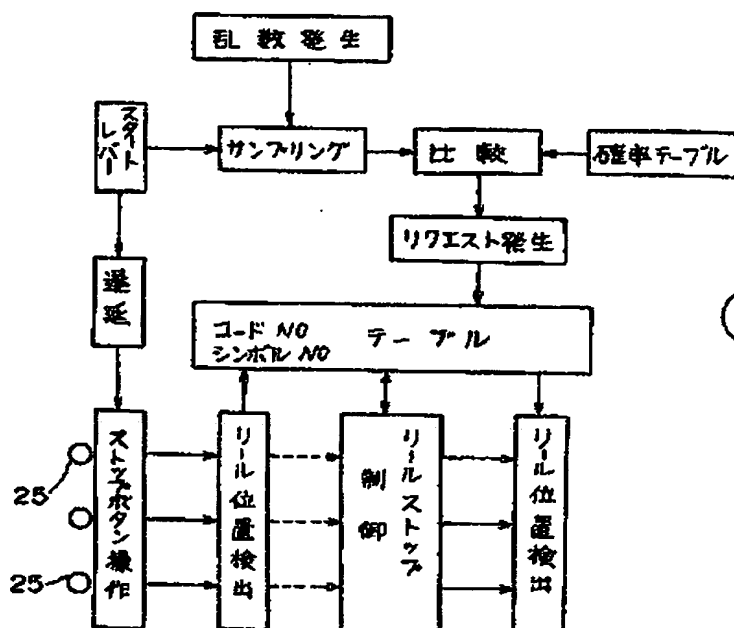 乱数発生
スタート
レバー
サンプリング
比較
確率テーブル
リクエスト発生
遅延
コード NO テーブル
シンボル NO
25
25
ストップボタン操作
リール位置検出
リールストップ
制御
リール位置検出